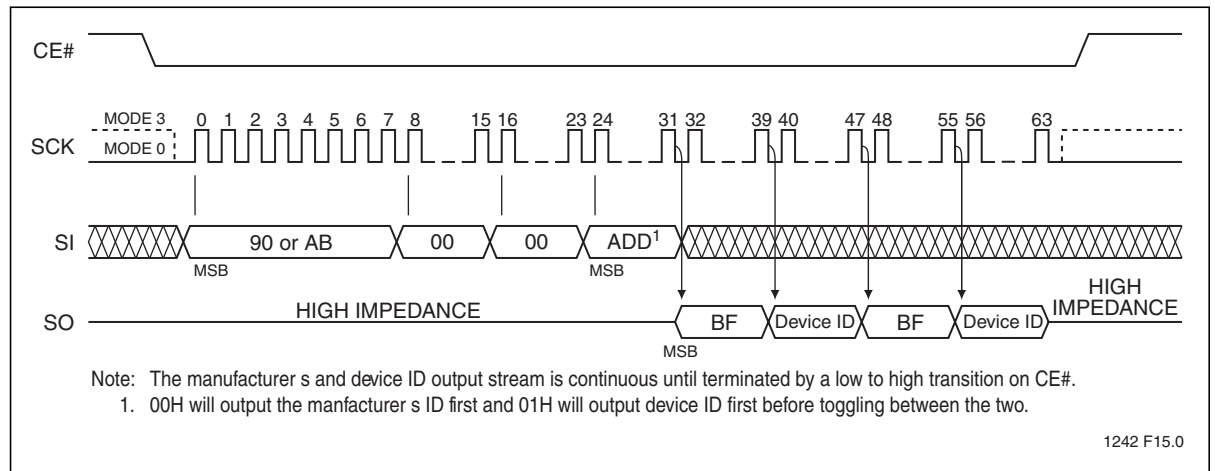 CE#
MODE 3
0 1 2 3 4 5 6 7 8 15 16 23 24 31 32 39 40 47 48 55 56 63
SCK
MODE 0
SI
90 or AB 00 00 ADD1
MSB MSB
HIGH IMPEDANCE
HIGH IMPEDANCE
SO
BF Device ID BF Device ID
MSB
Note: The manufacturer s and device ID output stream is continuous until terminated by a low to high transition on CE#.
1. 00H will output the manfacturer s ID first and 01H will output device ID first before toggling between the two.
1242 F15.0